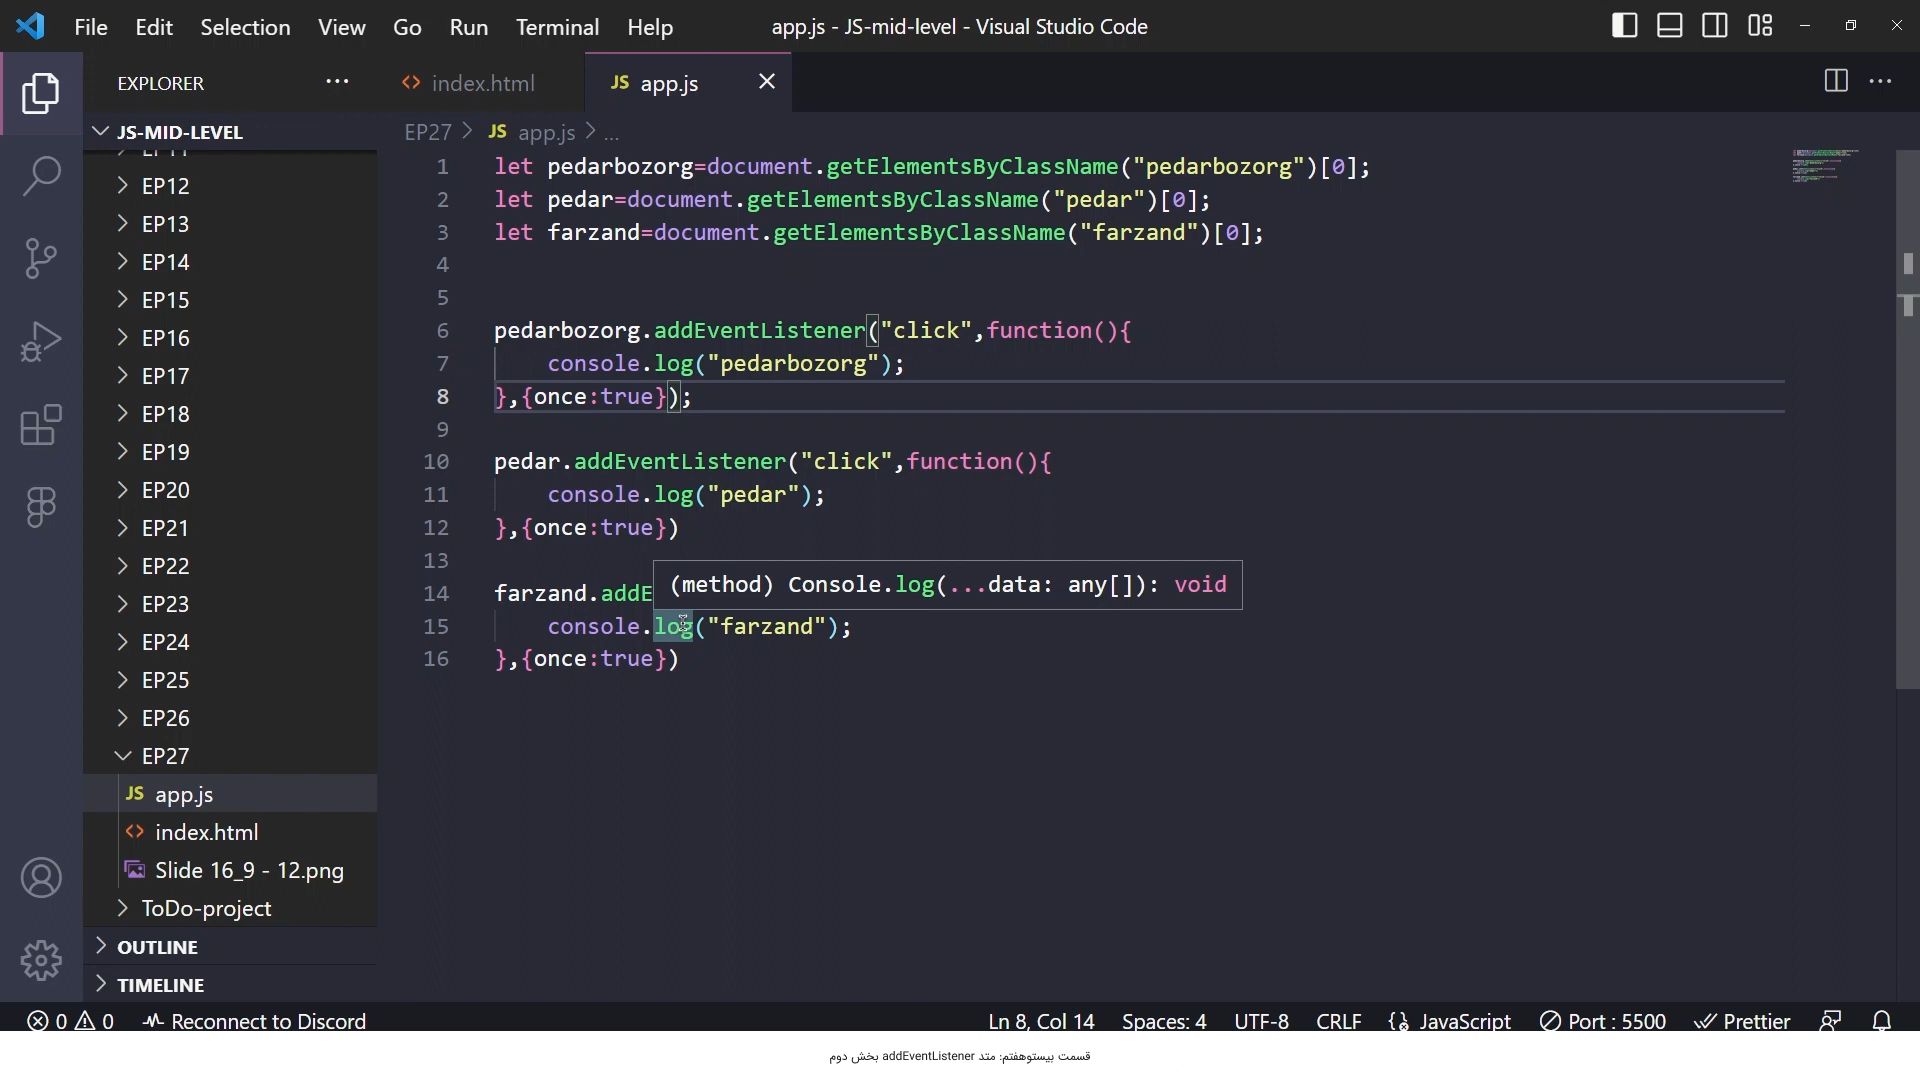 File Edit Selection View Go Run Terminal Help app.js - JS-mid-level - Visual Studio Code
EXPLORER
index.html
JS app.js
JS-MID-LEVEL
EP12
EP13
EP14
EP15
EP16
EP17
EP18
EP19
EP20
EP21
EP22
EP23
EP24
EP25
EP26
EP27
JS app.js
index.html
Slide 16_9 - 12.png
ToDo-project
OUTLINE
TIMELINE
EP27 > JS app.js > ...
1 let pedarbozorg=document.getElementsByClassName("pedarbozorg")[0];
2 let pedar=document.getElementsByClassName("pedar")[0];
3 let farzand=document.getElementsByClassName("farzand")[0];
4
5
6 pedarbozorg.addEventListener("click",function(){
7 console.log("pedarbozorg");
8 },{once:true});
9
10 pedar.addEventListener("click",function(){
11 console.log("pedar");
12 },{once:true})
13
(method) Console.log(...data: any[]): void
14 farzand.addE
15 console.log("farzand");
16 },{once:true})
0 0 Reconnect to Discord Ln 8, Col 14 Spaces: 4 UTF-8 CRLF JavaScript Port : 5500 Prettier
قسمت بیستوهفتم: متد addEventListener بخش دوم